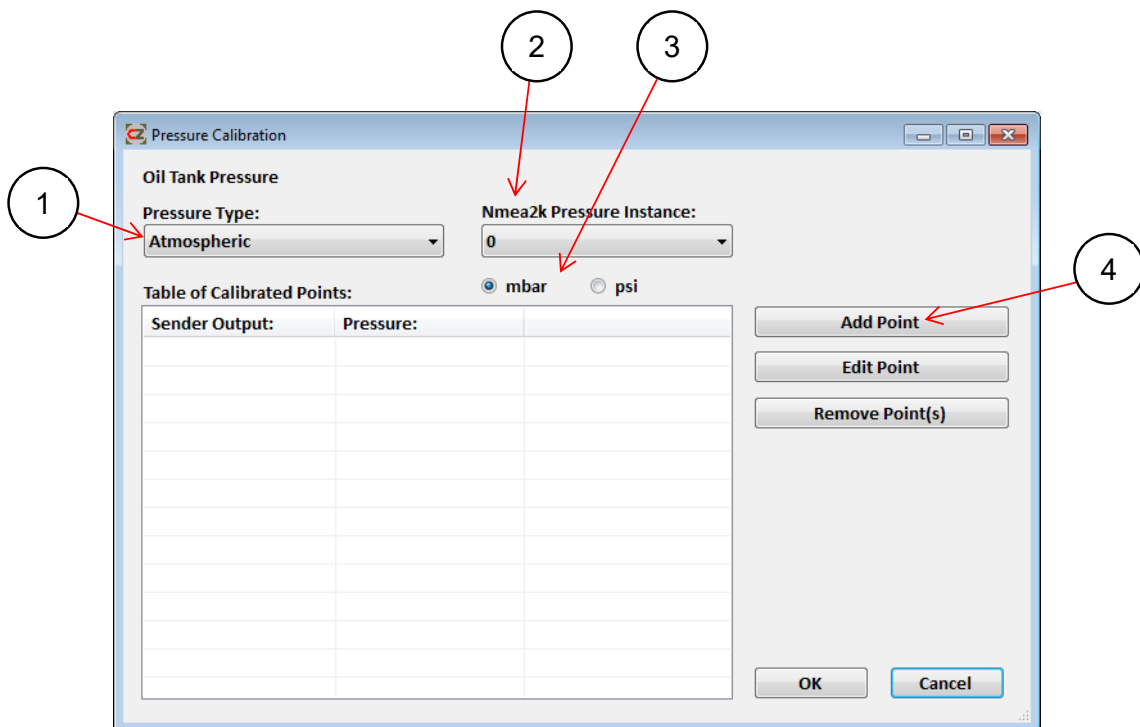 2
3
1
4
CZ Pressure Calibration
Oil Tank Pressure
Pressure Type:
Nmea2k Pressure Instance:
Atmospheric
0
mbar
psi
Table of Calibrated Points:
Sender Output:
Pressure:
Add Point
Edit Point
Remove Point(s)
OK
Cancel